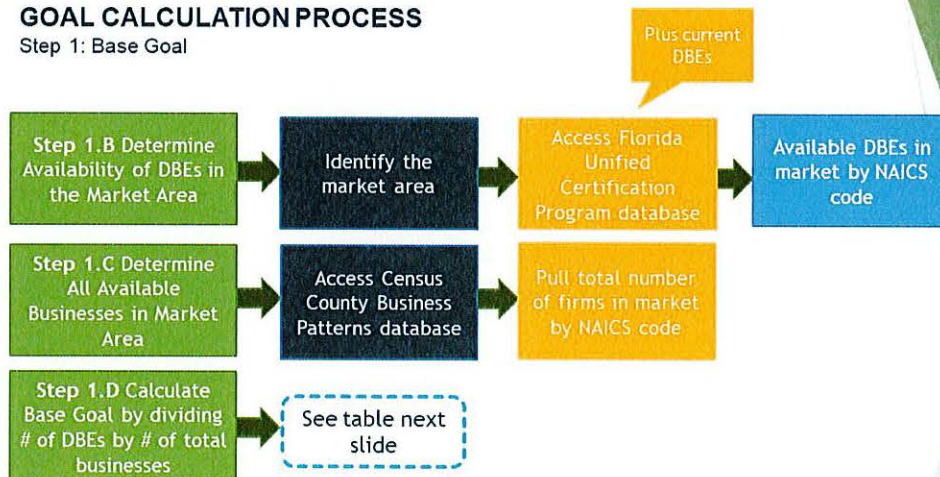 GOAL CALCULATION PROCESS
Step 1: Base Goal
Plus current
DBEs
Step 1.B Determine
Availability of DBEs in
the Market Area
Identify the
market area
Access Florida
Unified
Certification
Program database
Available DBEs in
market by NAICS
code
Step 1.C Determine
All Available
Businesses in Market
Area
Access Census
County Business
Patterns database
Pull total number
of firms in market
by NAICS code
Step 1.D Calculate
Base Goal by dividing
# of DBEs by # of total
businesses
See table next
slide